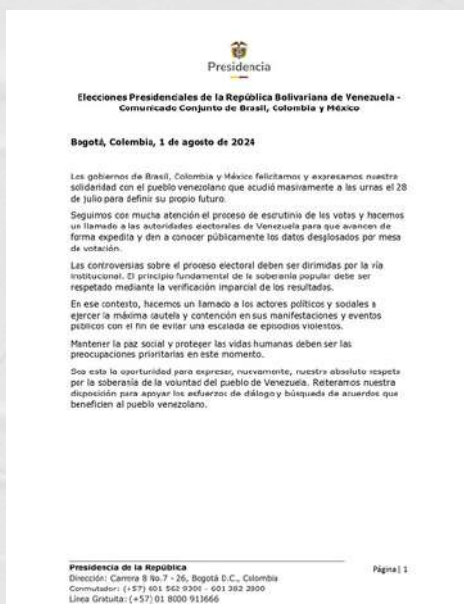 Presidencia
Elecciones Presidenciales de la República Bolivariana de Venezuela -
Comunicado Conjunto de Brasil, Colombia y México
Bogotá, Colombia, 1 de agosto de 2024
Los gobiernos de Brasil, Colombia y México felicitamos y expresamos nuestra
solidaridad con el pueblo venezolano que acudió masivamente a las urnas el 28
de julio para definir su propio futuro.
Seguimos con mucha atención el proceso de escrutinio de los votos y hacemos
un llamado a las autoridades electorales de Venezuela para que avancen de
forma expedita y den a conocer públicamente los datos desglosados por mesa
de votación.
Las controversias sobre el proceso electoral deben ser dirimidas por la vía
institucional. El principio fundamental de la soberanía popular debe ser
respetado mediante la verificación imparcial de los resultados.
En ese contexto, hacemos un llamado a los actores políticos y sociales a
ejercer la máxima cautela y contención en sus manifestaciones y eventos
públicos con el fin de evitar una escalada de episodios violentos.
Mantener la paz social y proteger las vidas humanas deben ser las
preocupaciones prioritarias en este momento.
Sea esta la oportunidad para expresar, nuevamente, nuestro absoluto respeto
por la soberanía de la voluntad del pueblo de Venezuela. Reiteramos nuestra
disposición para apoyar los esfuerzos de diálogo y búsqueda de acuerdos que
beneficien al pueblo venezolano.
Presidencia de la República
Dirección: Carrera 8 No.7 - 26, Bogotá D.C., Colombia
Conmutador: (+57) 601 562 9300 - 601 382 2800
Línea Gratuita: (+57) 01 8000 913666
Página | 1